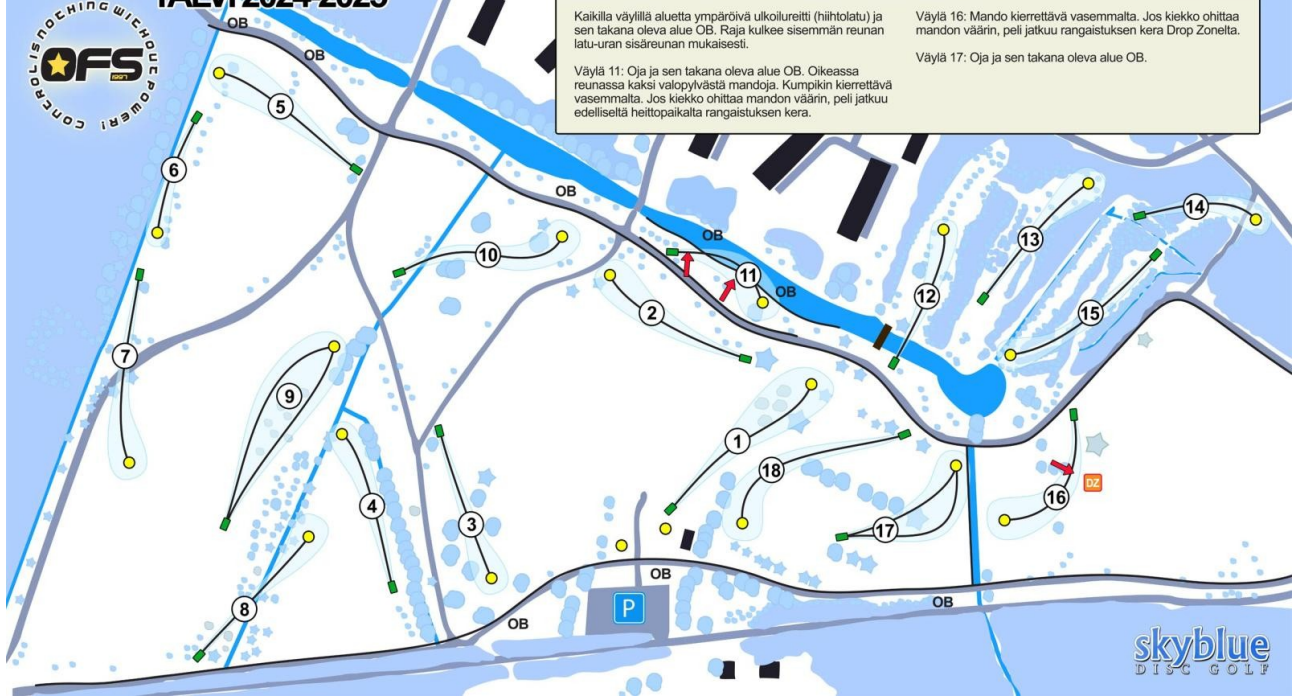 TALVI 2024-2025
CONTROL IS NOTHING WITHOUT POWER!
OFS
1997
Kaikilla väylillä aluetta ympäröivä ulkoilureitti (hiihtolatu) ja
sen takana oleva alue OB. Raja kulkee sisemmän reunan
latu-uran sisäreunan mukaisesti.
Väylä 11: Oja ja sen takana oleva alue OB. Oikeassa
reunassa kaksi valopylvästä mandoja. Kumpikin kierrettävä
vasemmalta. Jos kiekko ohittaa mandon väärin, peli jatkuu
edelliseltä heittopaikalta rangaistuksen kera.
Väylä 16: Mando kierrettävä vasemmalta. Jos kiekko ohittaa
mandon väärin, peli jatkuu rangaistuksen kera Drop Zonelta.
Väylä 17: Oja ja sen takana oleva alue OB.
OB
OB
5
6
OB
14
OB
13
10
11
OB
12
2
15
7
9
1
18
4
3
DZ
16
17
OB
8
P
OB
OB
skyblue
DISC GOLF